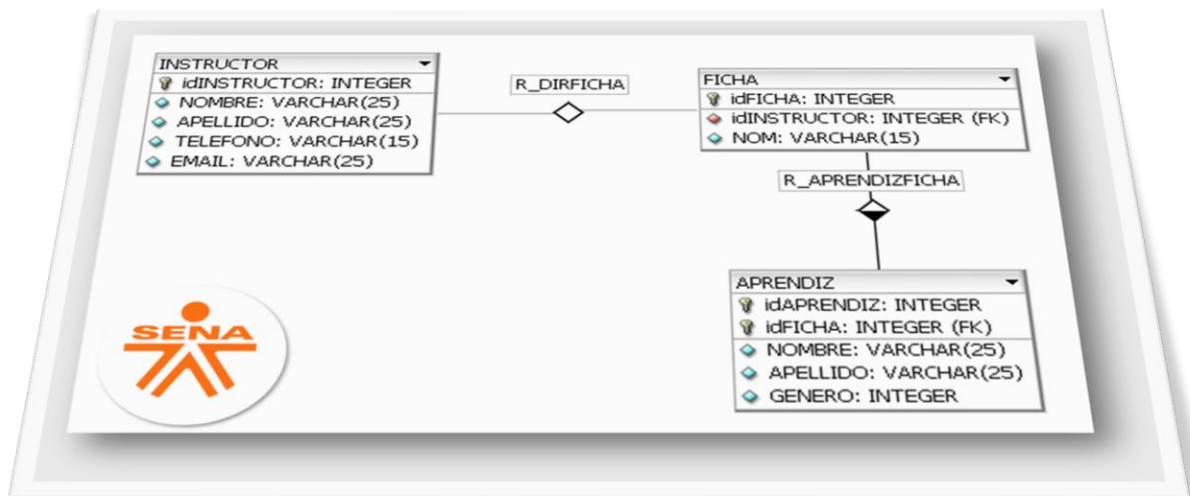 INSTRUCTOR
idINSTRUCTOR: INTEGER
NOMBRE: VARCHAR(25)
APELLIDO: VARCHAR(25)
TELEFONO: VARCHAR(15)
EMAIL: VARCHAR(25)
R_DIRFICHA
FICHA
idFICHA: INTEGER
idINSTRUCTOR: INTEGER (FK)
NOM: VARCHAR(15)
R_APRENDIZFICHA
APRENDIZ
idAPRENDIZ: INTEGER
idFICHA: INTEGER (FK)
NOMBRE: VARCHAR(25)
APELLIDO: VARCHAR(25)
GENERO: INTEGER
SENA